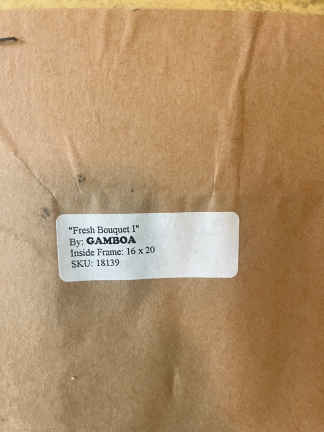 "Fresh Bouquet I"
By: GAMBOA
Inside Frame: 16 x 20
SKU: 18139